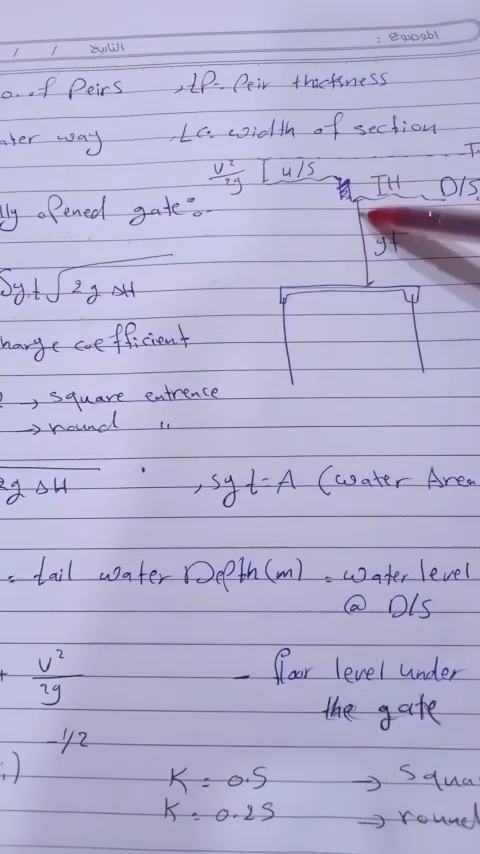 الموضوع :
التاريخ / /
o. of Peirs , tp = Peir thickness
ater way Lc = width of section
V²/2g u/s IH D/S
lly opened gate :-
yt
Syt √2g ΔH
harge coefficient
→ square entrence
→ round "
2g ΔH , syt = A (water Area
= tail water Depth (m) = water level
@ D/S
+ V²/2g - floor level under
the gate
-1/2
K = 0.5 → squa
K = 0.25 → round